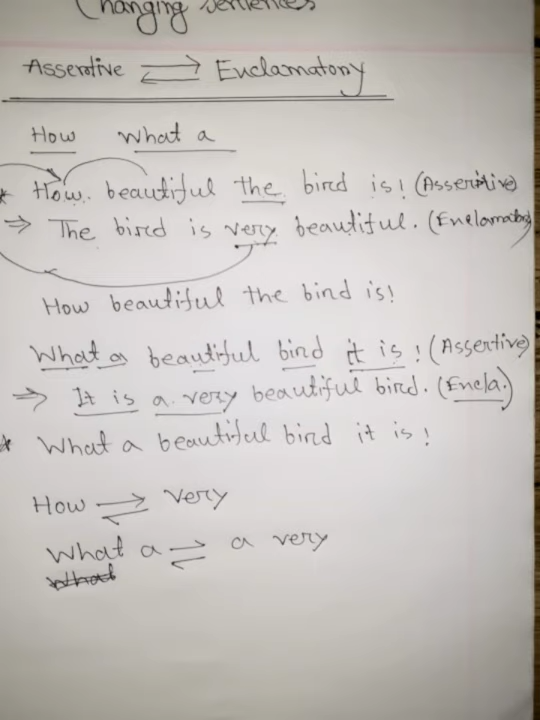 Changing Sentences
Assertive ⇌ Exclamatory
How What a
* How beautiful the bird is! (Assertive)
⇒ The bird is very beautiful. (Exclamatory)
How beautiful the bird is!
What a beautiful bird it is! (Assertive)
⇒ It is a very beautiful bird. (Excla.)
* What a beautiful bird it is!
How ⇌ very
What a ⇌ a very
What